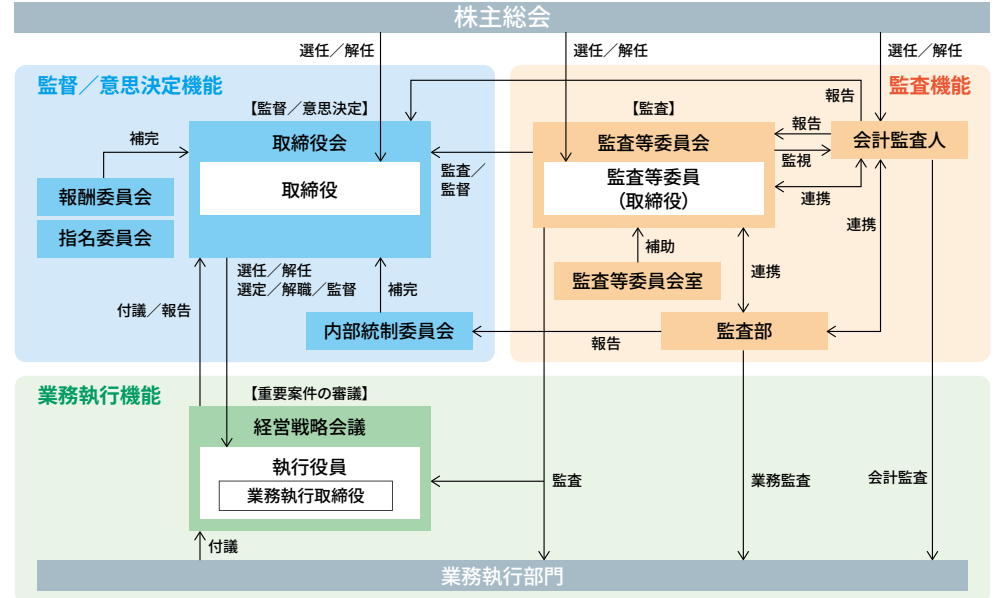 株主総会
選任／解任
選任／解任
選任／解任
監督／意思決定機能
監査機能
【監督／意思決定】
取締役会
取締役
補完
報酬委員会
指名委員会
監査／
監督
【監査】
監査等委員会
監査等委員
（取締役）
報告
報告
監視
会計監査人
連携
連携
補助
監査等委員会室
連携
選任／解任
選定／解職／監督
補完
付議／報告
内部統制委員会
報告
監査部
業務執行機能
【重要案件の審議】
経営戦略会議
執行役員
業務執行取締役
監査
業務監査
会計監査
付議
業務執行部門